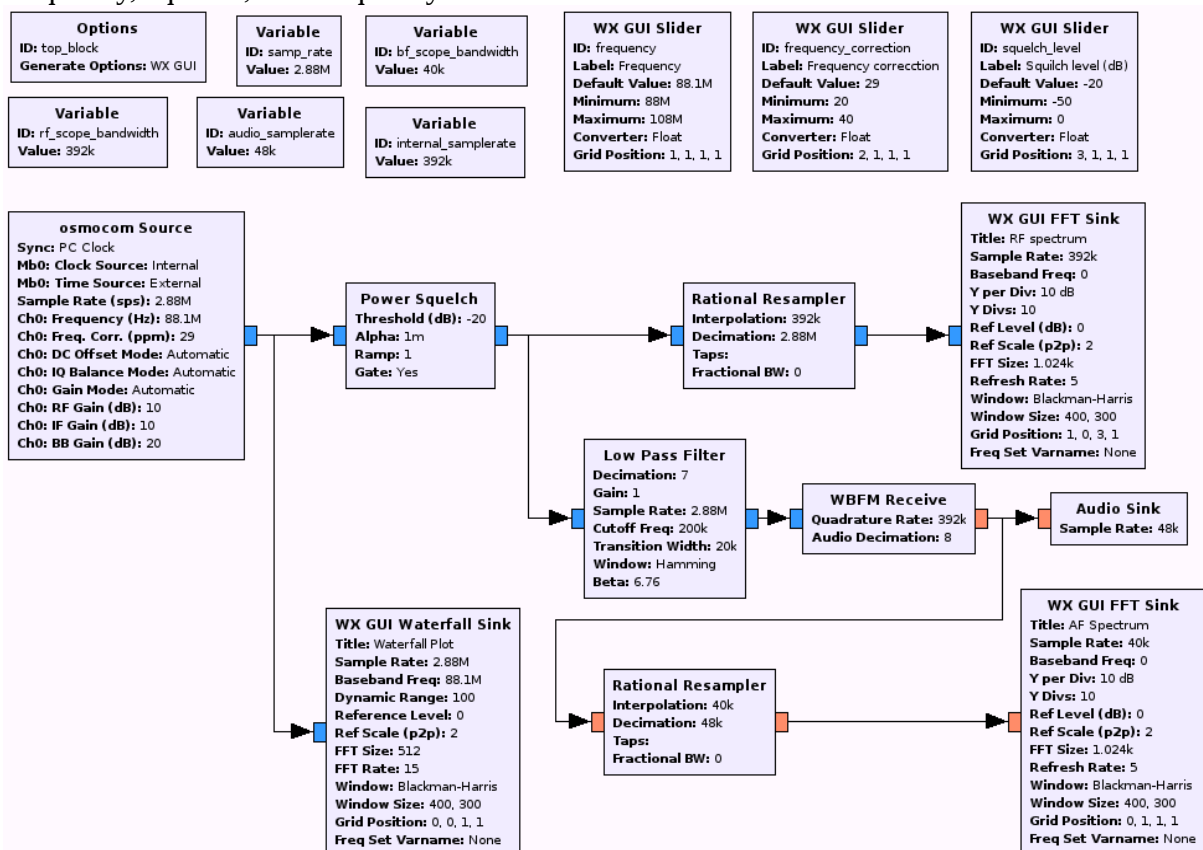 Options
ID: top_block
Generate Options: WX GUI
Variable
ID: samp_rate
Value: 2.88M
Variable
ID: bf_scope_bandwidth
Value: 40k
WX GUI Slider
ID: frequency
Label: Frequency
Default Value: 88.1M
Minimum: 88M
Maximum: 108M
Converter: Float
Grid Position: 1, 1, 1, 1
WX GUI Slider
ID: frequency_correction
Label: Frequency correcction
Default Value: 29
Minimum: 20
Maximum: 40
Converter: Float
Grid Position: 2, 1, 1, 1
WX GUI Slider
ID: squelch_level
Label: Squilch level (dB)
Default Value: -20
Minimum: -50
Maximum: 0
Converter: Float
Grid Position: 3, 1, 1, 1
Variable
ID: rf_scope_bandwidth
Value: 392k
Variable
ID: audio_samplerate
Value: 48k
Variable
ID: internal_samplerate
Value: 392k
osmocom Source
Sync: PC Clock
Mb0: Clock Source: Internal
Mb0: Time Source: External
Sample Rate (sps): 2.88M
Ch0: Frequency (Hz): 88.1M
Ch0: Freq. Corr. (ppm): 29
Ch0: DC Offset Mode: Automatic
Ch0: IQ Balance Mode: Automatic
Ch0: Gain Mode: Automatic
Ch0: RF Gain (dB): 10
Ch0: IF Gain (dB): 10
Ch0: BB Gain (dB): 20
Power Squelch
Threshold (dB): -20
Alpha: 1m
Ramp: 1
Gate: Yes
Rational Resampler
Interpolation: 392k
Decimation: 2.88M
Taps:
Fractional BW: 0
WX GUI FFT Sink
Title: RF spectrum
Sample Rate: 392k
Baseband Freq: 0
Y per Div: 10 dB
Y Divs: 10
Ref Level (dB): 0
Ref Scale (p2p): 2
FFT Size: 1.024k
Refresh Rate: 5
Window: Blackman-Harris
Window Size: 400, 300
Grid Position: 1, 0, 3, 1
Freq Set Varname: None
Low Pass Filter
Decimation: 7
Gain: 1
Sample Rate: 2.88M
Cutoff Freq: 200k
Transition Width: 20k
Window: Hamming
Beta: 6.76
WBFM Receive
Quadrature Rate: 392k
Audio Decimation: 8
Audio Sink
Sample Rate: 48k
WX GUI Waterfall Sink
Title: Waterfall Plot
Sample Rate: 2.88M
Baseband Freq: 88.1M
Dynamic Range: 100
Reference Level: 0
Ref Scale (p2p): 2
FFT Size: 512
FFT Rate: 15
Window: Blackman-Harris
Window Size: 400, 300
Grid Position: 0, 0, 1, 1
Freq Set Varname: None
Rational Resampler
Interpolation: 40k
Decimation: 48k
Taps:
Fractional BW: 0
WX GUI FFT Sink
Title: AF Spectrum
Sample Rate: 40k
Baseband Freq: 0
Y per Div: 10 dB
Y Divs: 10
Ref Level (dB): 0
Ref Scale (p2p): 2
FFT Size: 1.024k
Refresh Rate: 5
Window: Blackman-Harris
Window Size: 400, 300
Grid Position: 0, 1, 1, 1
Freq Set Varname: None